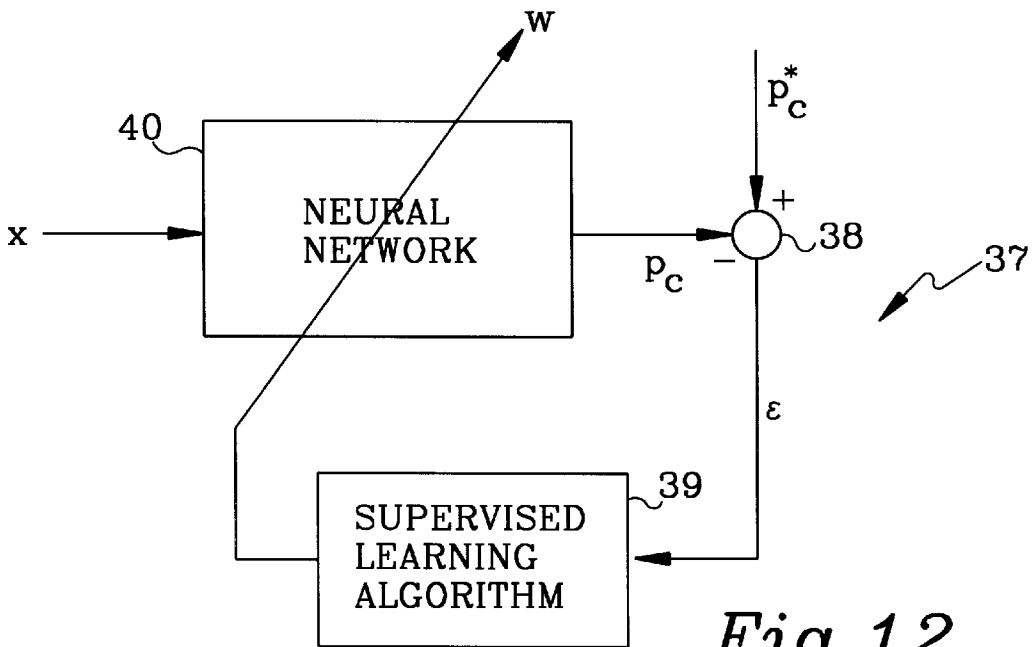 w
p*c
40
+
NEURAL
NETWORK
x
38
−
pc
37
ε
39
SUPERVISED
LEARNING
ALGORITHM
Fig. 12